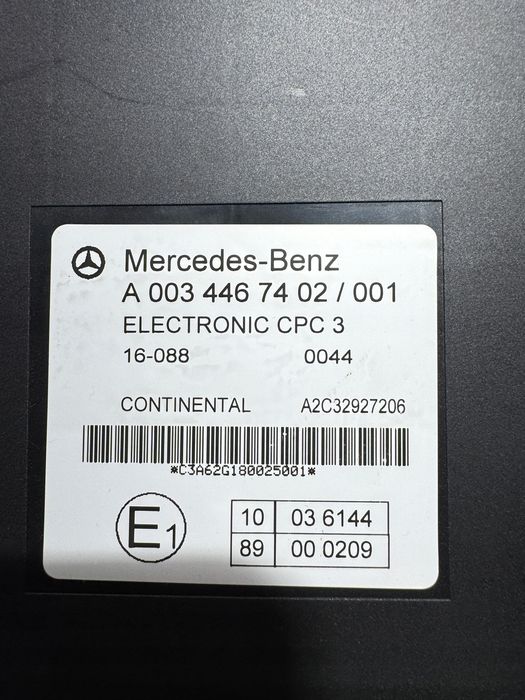 Mercedes-Benz
A 003 446 74 02 / 001
ELECTRONIC CPC 3
16-088 0044
CONTINENTAL A2C32927206
*C3A62G180025001*
E1
10 03 6144
89 00 0209